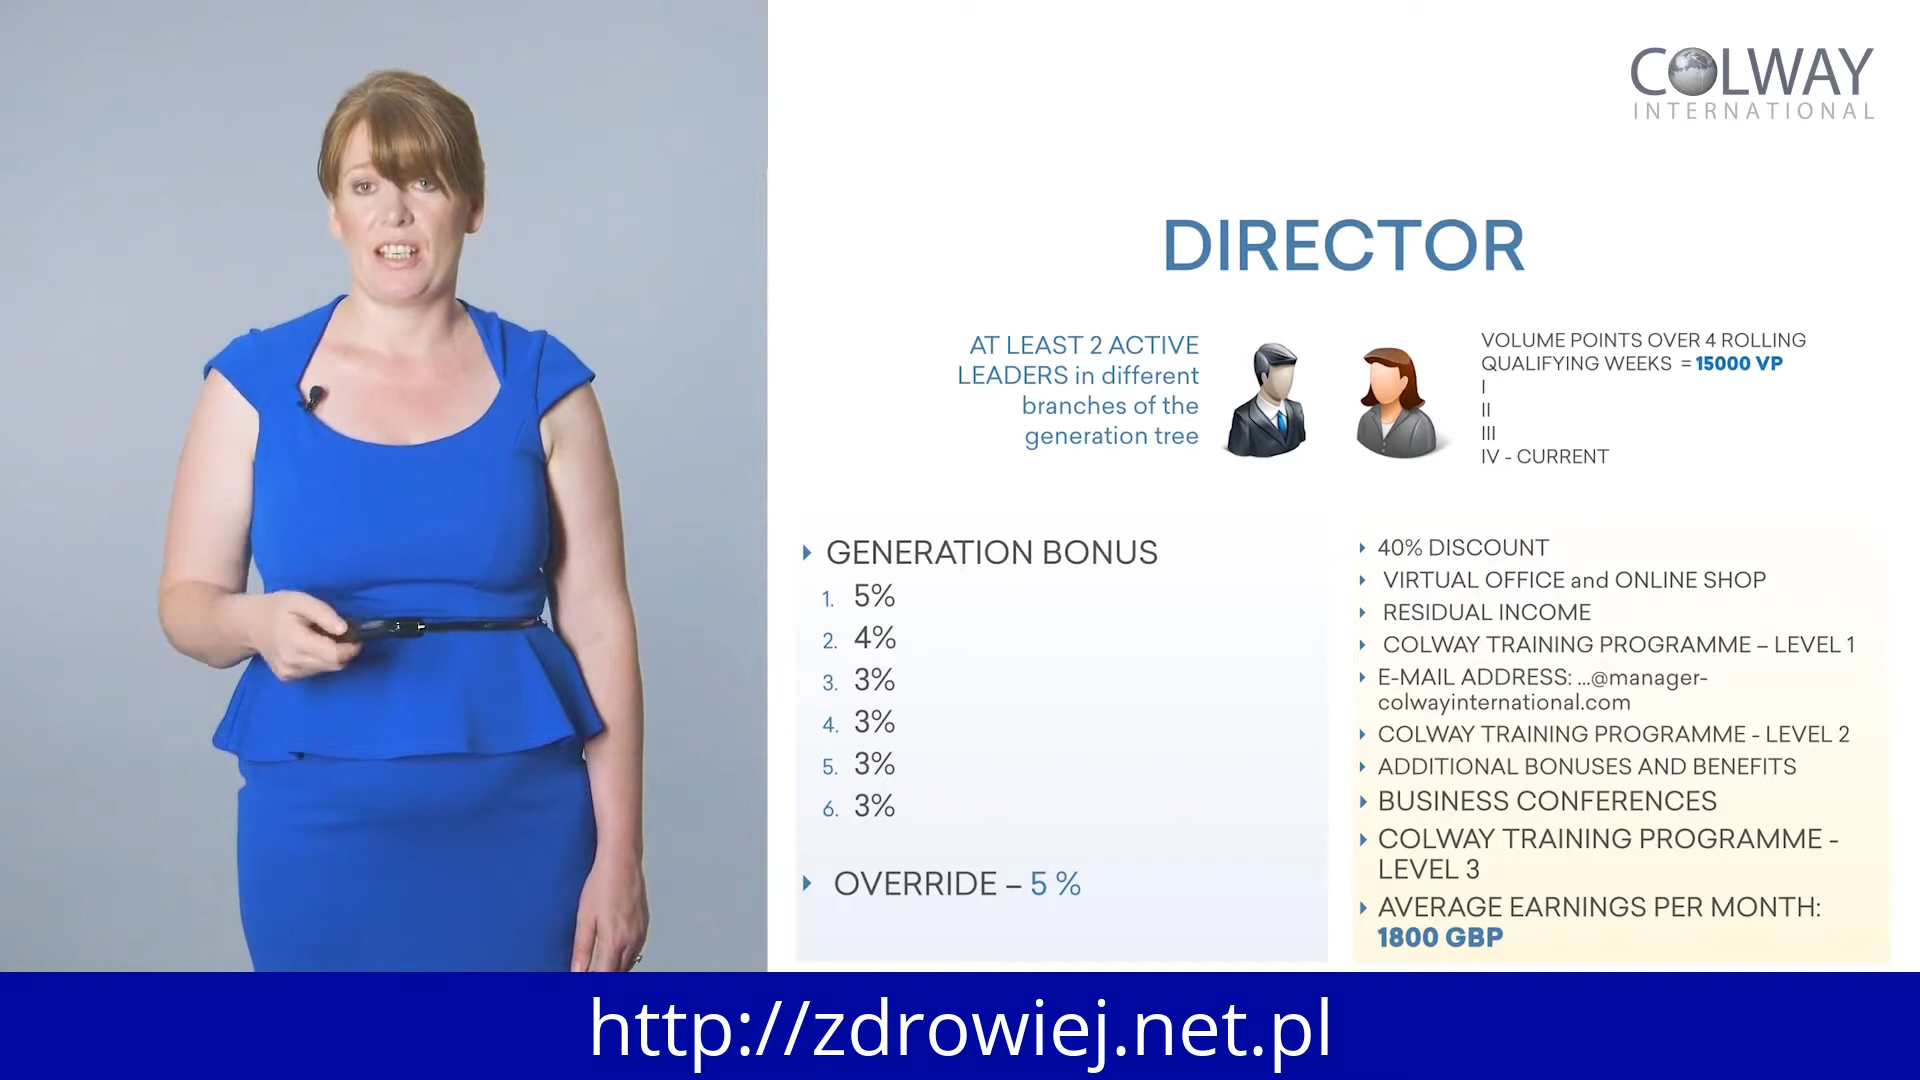 COLWAY
INTERNATIONAL
DIRECTOR
AT LEAST 2 ACTIVE
LEADERS in different
branches of the
generation tree
VOLUME POINTS OVER 4 ROLLING
QUALIFYING WEEKS = 15000 VP
I
II
III
IV - CURRENT
GENERATION BONUS
1. 5%
2. 4%
3. 3%
4. 3%
5. 3%
6. 3%
OVERRIDE – 5 %
40% DISCOUNT
VIRTUAL OFFICE and ONLINE SHOP
RESIDUAL INCOME
COLWAY TRAINING PROGRAMME – LEVEL 1
E-MAIL ADDRESS: ...@manager-
colwayinternational.com
COLWAY TRAINING PROGRAMME - LEVEL 2
ADDITIONAL BONUSES AND BENEFITS
BUSINESS CONFERENCES
COLWAY TRAINING PROGRAMME -
LEVEL 3
AVERAGE EARNINGS PER MONTH:
1800 GBP
http://zdrowiej.net.pl